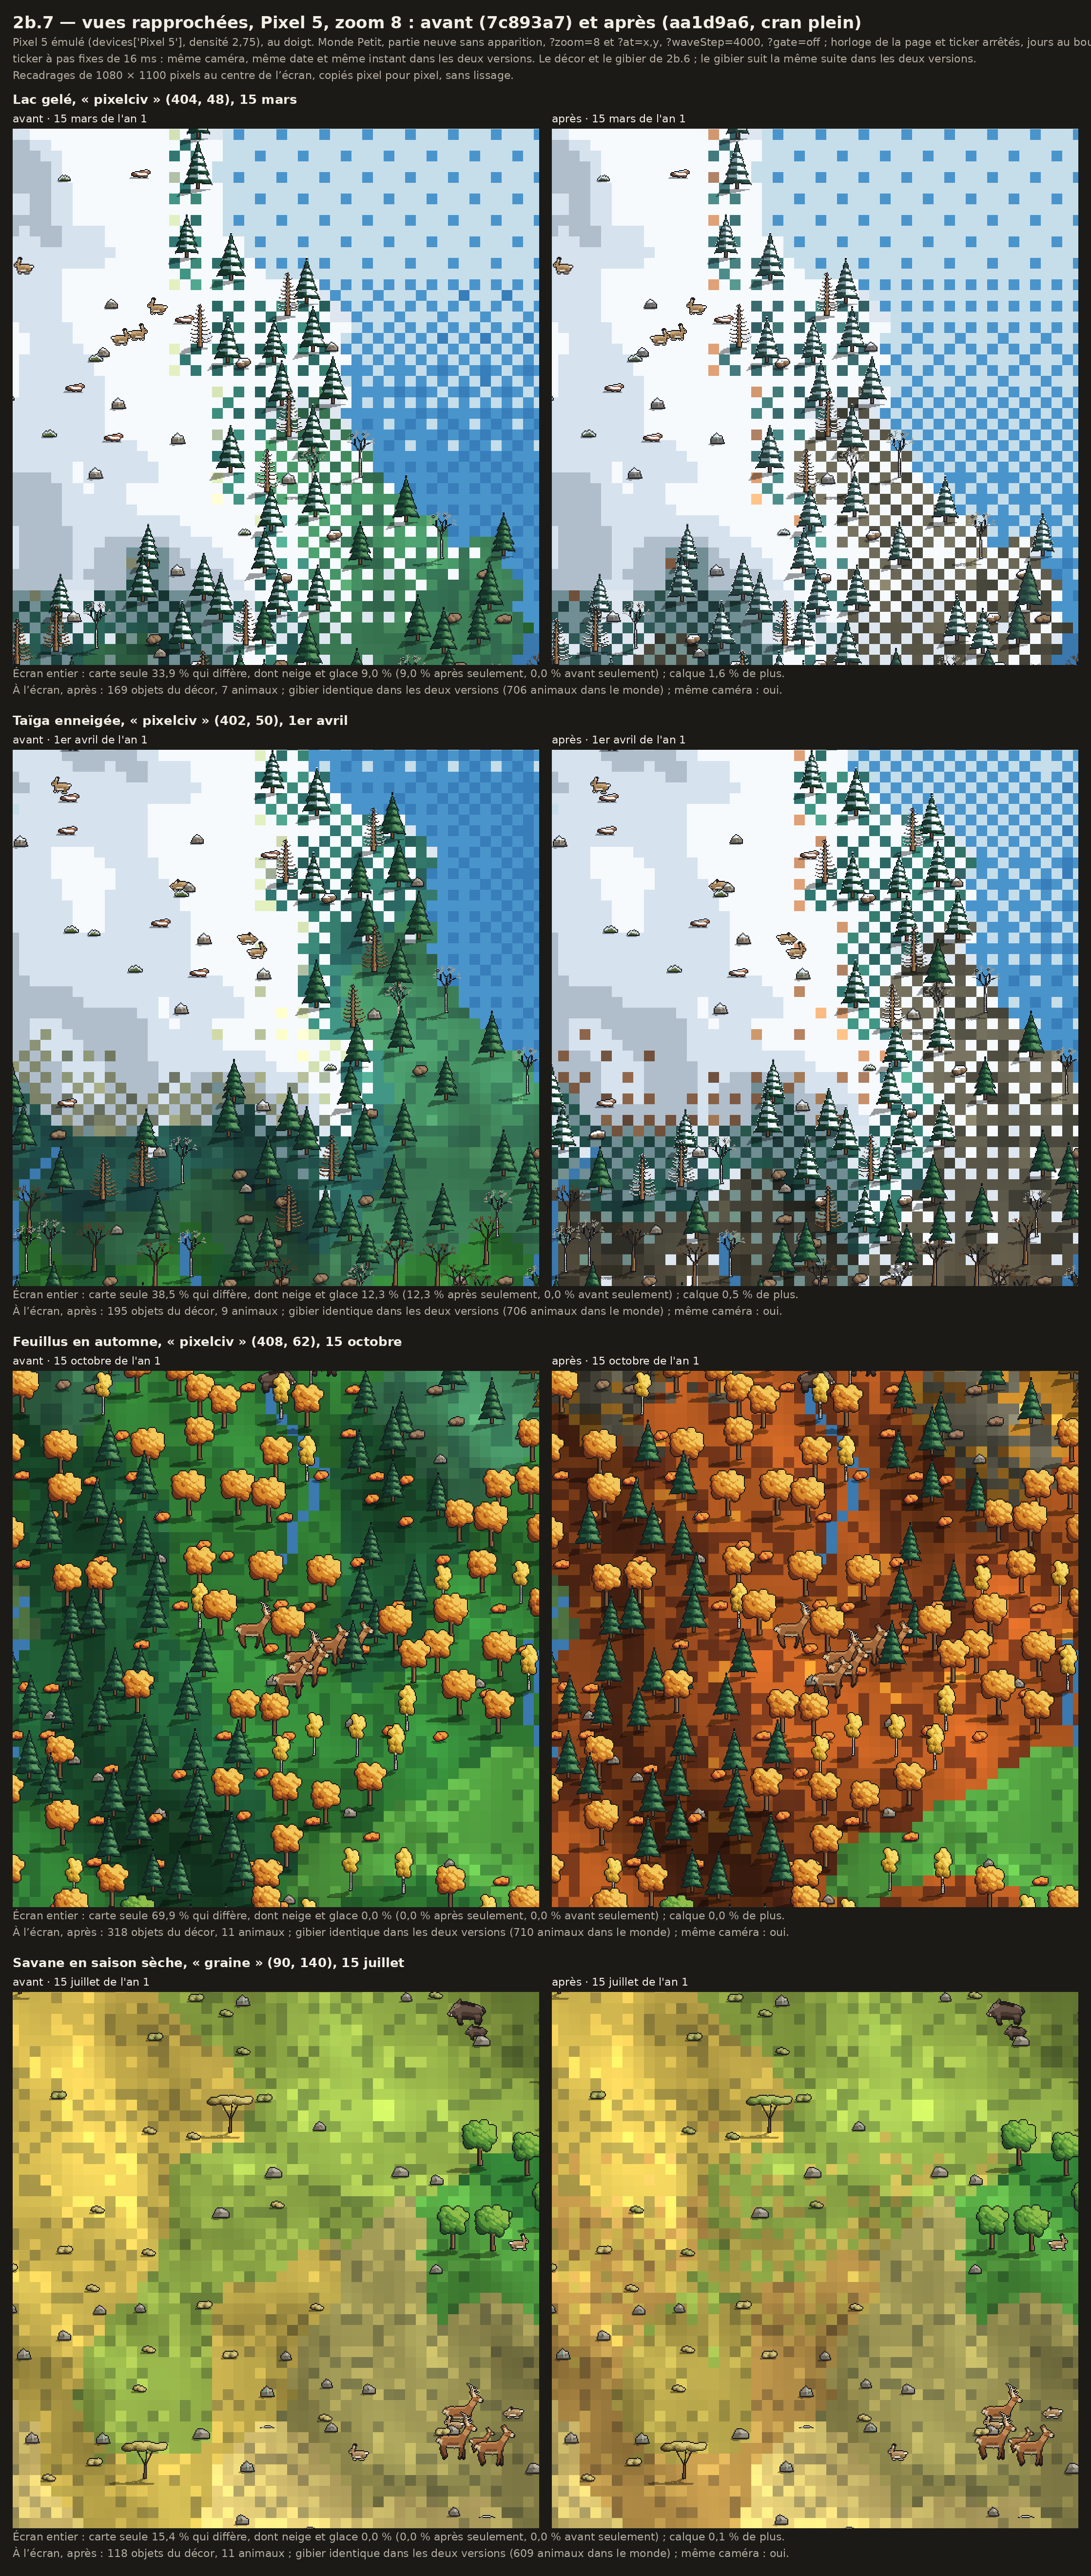 2b.7 — vues rapprochées, Pixel 5, zoom 8 : avant (7c893a7) et après (aa1d9a6, cran plein)
Pixel 5 émulé (devices['Pixel 5'], densité 2,75), au doigt. Monde Petit, partie neuve sans apparition, ?zoom=8 et ?at=x,y, ?waveStep=4000, ?gate=off ; horloge de la page et ticker arrêtés, jours au bou
ticker à pas fixes de 16 ms : même caméra, même date et même instant dans les deux versions. Le décor et le gibier de 2b.6 ; le gibier suit la même suite dans les deux versions.
Recadrages de 1080 × 1100 pixels au centre de l’écran, copiés pixel pour pixel, sans lissage.
Lac gelé, « pixelciv » (404, 48), 15 mars
avant · 15 mars de l'an 1
après · 15 mars de l'an 1
Écran entier : carte seule 33,9 % qui diffère, dont neige et glace 9,0 % (9,0 % après seulement, 0,0 % avant seulement) ; calque 1,6 % de plus.
À l’écran, après : 169 objets du décor, 7 animaux ; gibier identique dans les deux versions (706 animaux dans le monde) ; même caméra : oui.
Taïga enneigée, « pixelciv » (402, 50), 1er avril
avant · 1er avril de l'an 1
après · 1er avril de l'an 1
Écran entier : carte seule 38,5 % qui diffère, dont neige et glace 12,3 % (12,3 % après seulement, 0,0 % avant seulement) ; calque 0,5 % de plus.
À l’écran, après : 195 objets du décor, 9 animaux ; gibier identique dans les deux versions (706 animaux dans le monde) ; même caméra : oui.
Feuillus en automne, « pixelciv » (408, 62), 15 octobre
avant · 15 octobre de l'an 1
après · 15 octobre de l'an 1
Écran entier : carte seule 69,9 % qui diffère, dont neige et glace 0,0 % (0,0 % après seulement, 0,0 % avant seulement) ; calque 0,0 % de plus.
À l’écran, après : 318 objets du décor, 11 animaux ; gibier identique dans les deux versions (710 animaux dans le monde) ; même caméra : oui.
Savane en saison sèche, « graine » (90, 140), 15 juillet
avant · 15 juillet de l'an 1
après · 15 juillet de l'an 1
Écran entier : carte seule 15,4 % qui diffère, dont neige et glace 0,0 % (0,0 % après seulement, 0,0 % avant seulement) ; calque 0,1 % de plus.
À l’écran, après : 118 objets du décor, 11 animaux ; gibier identique dans les deux versions (609 animaux dans le monde) ; même caméra : oui.